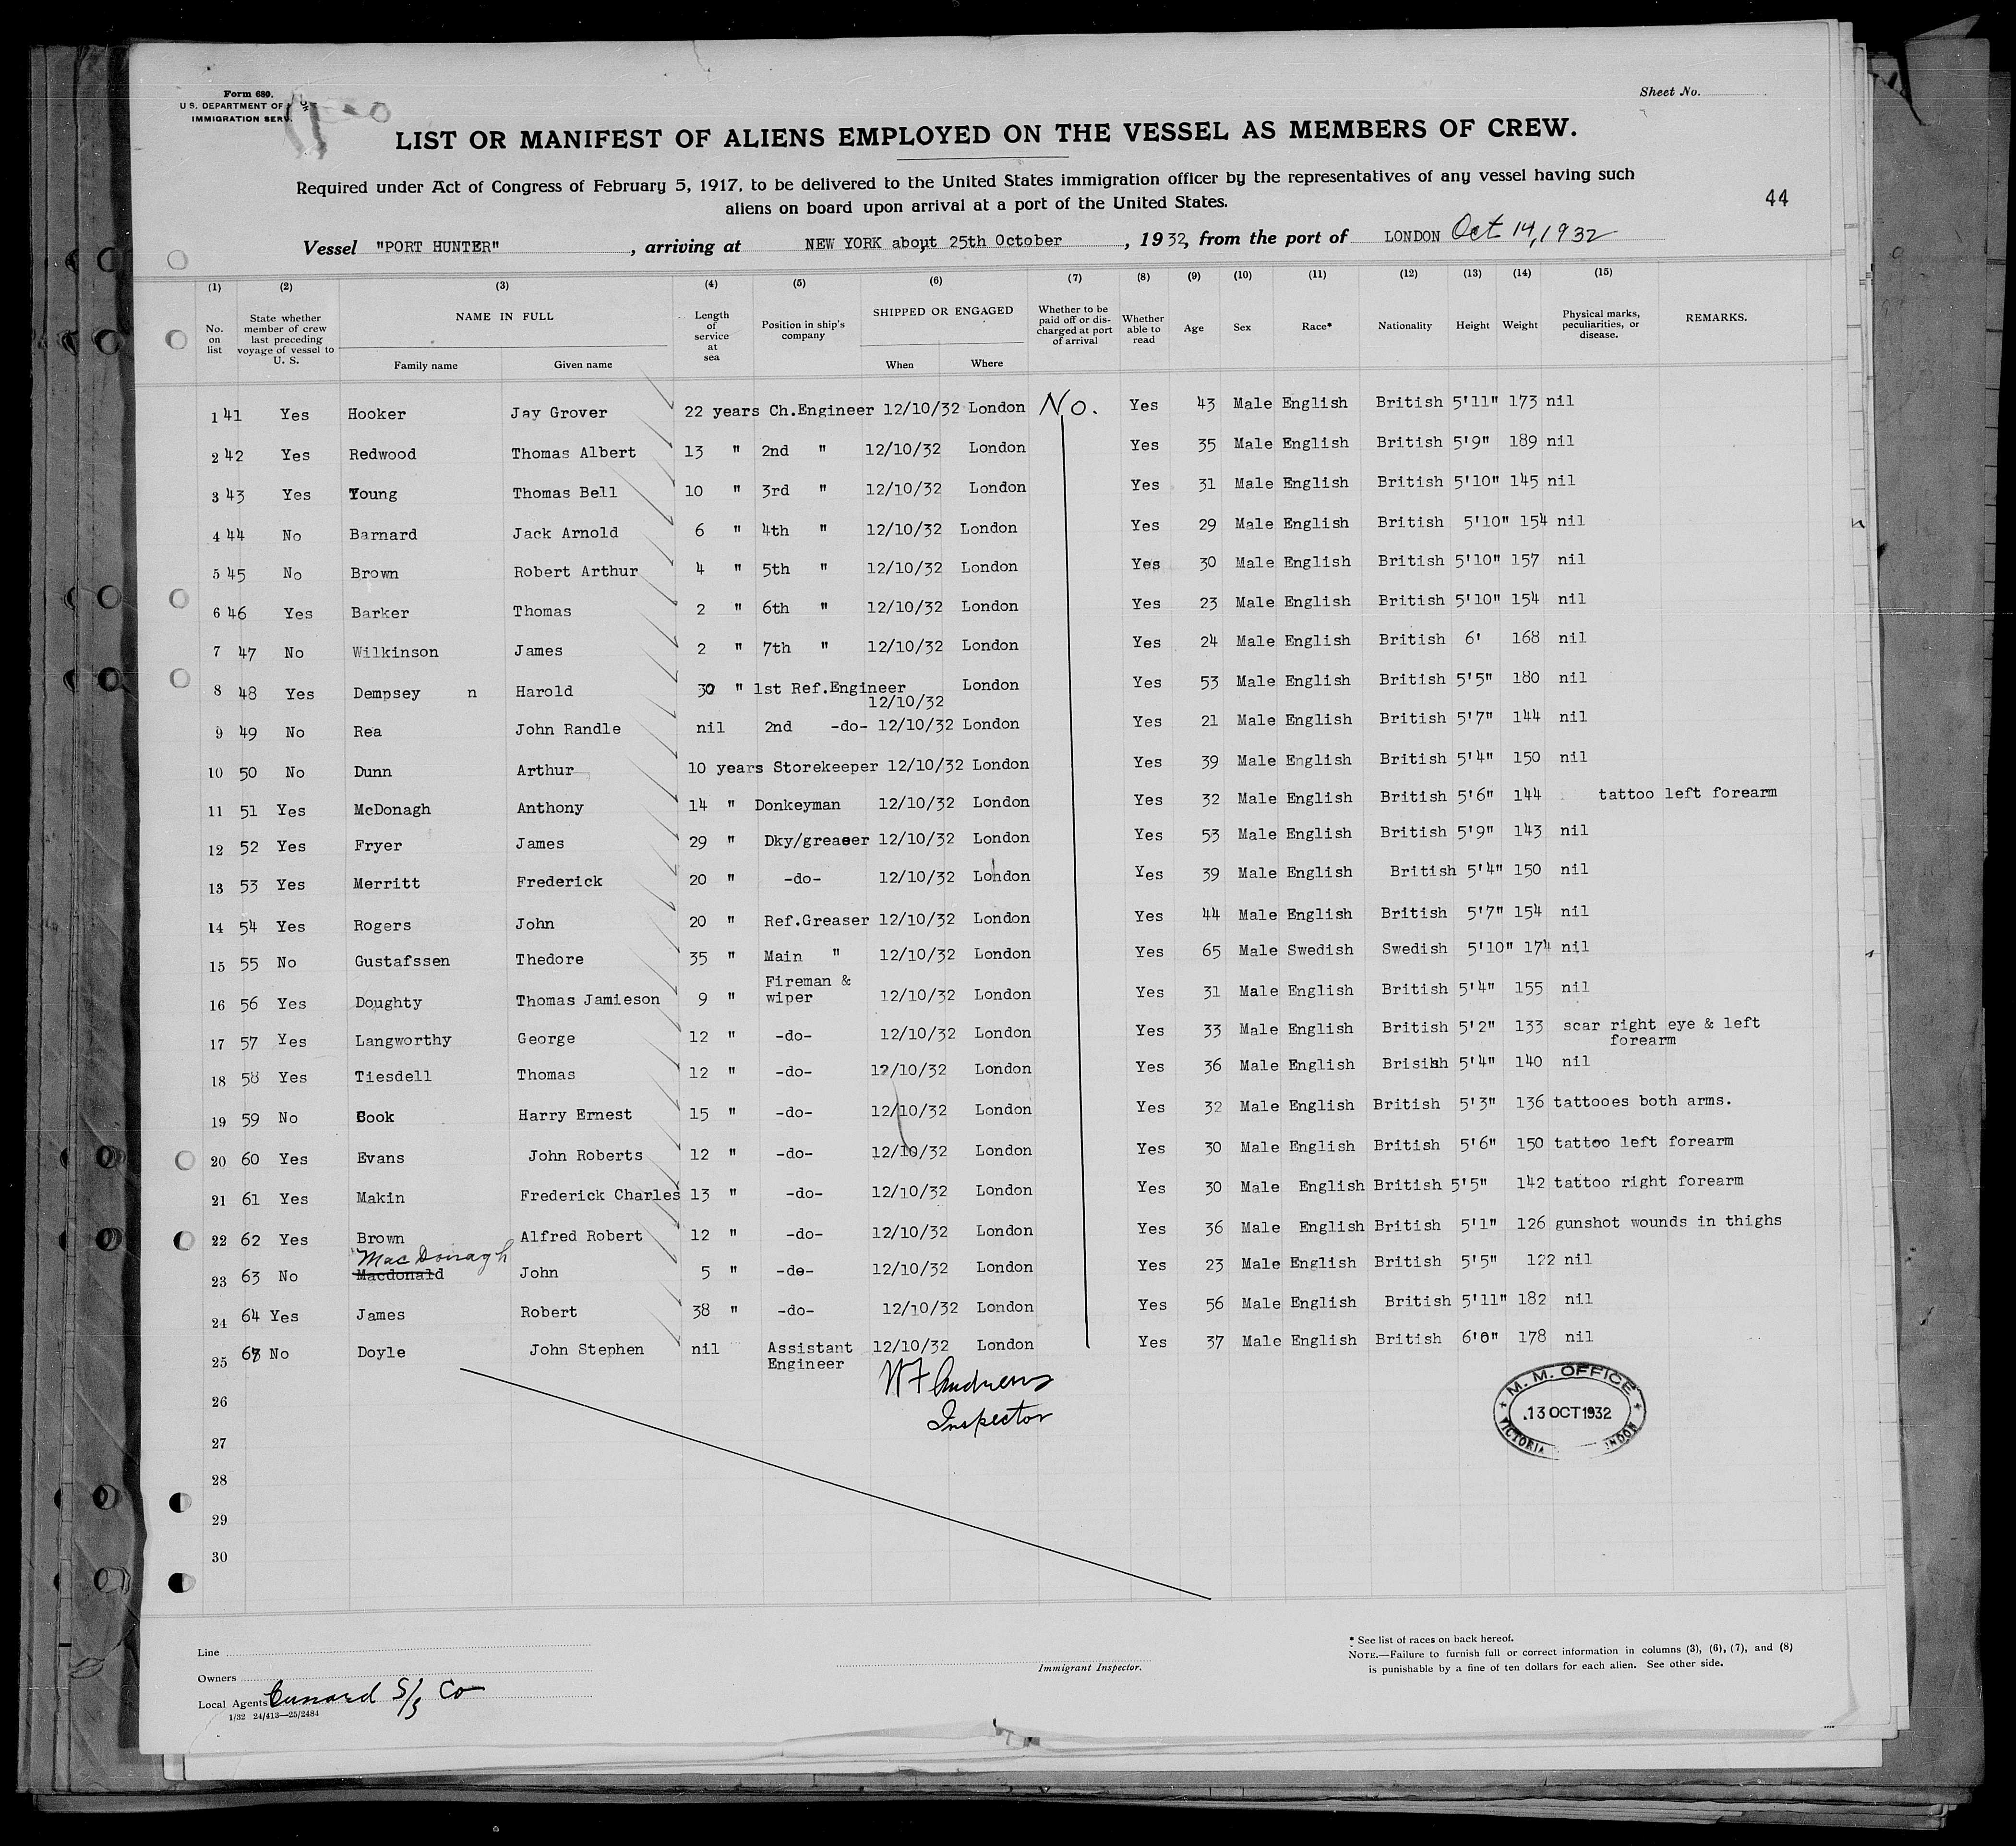 Form 680.
U. S. DEPARTMENT OF
IMMIGRATION SERV.
Sheet No.
LIST OR MANIFEST OF ALIENS EMPLOYED ON THE VESSEL AS MEMBERS OF CREW.
Required under Act of Congress of February 5, 1917, to be delivered to the United States immigration officer by the representatives of any vessel having such
aliens on board upon arrival at a port of the United States.
44
Vessel "PORT HUNTER", arriving at NEW YORK about 25th October, 1932, from the port of LONDON Oct 14, 1932
(1) (2) (3) (4) (5) (6) (7) (8) (9) (10) (11) (12) (13) (14) (15)
No. on list
State whether member of crew last preceding voyage of vessel to U. S.
NAME IN FULL
Family name
Given name
Length of service at sea
Position in ship's company
SHIPPED OR ENGAGED
When
Where
Whether to be paid off or discharged at port of arrival
Whether able to read
Age
Sex
Race*
Nationality
Height
Weight
Physical marks, peculiarities, or disease.
REMARKS.
1 41 Yes Hooker Jay Grover 22 years Ch.Engineer 12/10/32 London No. Yes 43 Male English British 5'11" 173 nil
2 42 Yes Redwood Thomas Albert 13 " 2nd " 12/10/32 London Yes 35 Male English British 5'9" 189 nil
3 43 Yes Young Thomas Bell 10 " 3rd " 12/10/32 London Yes 31 Male English British 5'10" 145 nil
4 44 No Barnard Jack Arnold 6 " 4th " 12/10/32 London Yes 29 Male English British 5'10" 154 nil
5 45 No Brown Robert Arthur 4 " 5th " 12/10/32 London Yes 30 Male English British 5'10" 157 nil
6 46 Yes Barker Thomas 2 " 6th " 12/10/32 London Yes 23 Male English British 5'10" 154 nil
7 47 No Wilkinson James 2 " 7th " 12/10/32 London Yes 24 Male English British 6' 168 nil
8 48 Yes Dempsey n Harold 30 " 1st Ref.Engineer 12/10/32 London Yes 53 Male English British 5'5" 180 nil
9 49 No Rea John Randle nil 2nd -do- 12/10/32 London Yes 21 Male English British 5'7" 144 nil
10 50 No Dunn Arthur 10 years Storekeeper 12/10/32 London Yes 39 Male English British 5'4" 150 nil
11 51 Yes McDonagh Anthony 14 " Donkeyman 12/10/32 London Yes 32 Male English British 5'6" 144 tattoo left forearm
12 52 Yes Fryer James 29 " Dky/greaser 12/10/32 London Yes 53 Male English British 5'9" 143 nil
13 53 Yes Merritt Frederick 20 " -do- 12/10/32 London Yes 39 Male English British 5'4" 150 nil
14 54 Yes Rogers John 20 " Ref.Greaser 12/10/32 London Yes 44 Male English British 5'7" 154 nil
15 55 No Gustafssen Thedore 35 " Main " 12/10/32 London Yes 65 Male Swedish Swedish 5'10" 174 nil
16 56 Yes Doughty Thomas Jamieson 9 " Fireman & wiper 12/10/32 London Yes 31 Male English British 5'4" 155 nil
17 57 Yes Langworthy George 12 " -do- 12/10/32 London Yes 33 Male English British 5'2" 133 scar right eye & left forearm
18 58 Yes Tiesdell Thomas 12 " -do- 12/10/32 London Yes 36 Male English Brisish 5'4" 140 nil
19 59 No Cook Harry Ernest 15 " -do- 12/10/32 London Yes 32 Male English British 5'3" 136 tattooes both arms.
20 60 Yes Evans John Roberts 12 " -do- 12/10/32 London Yes 30 Male English British 5'6" 150 tattoo left forearm
21 61 Yes Makin Frederick Charles 13 " -do- 12/10/32 London Yes 30 Male English British 5'5" 142 tattoo right forearm
22 62 Yes Brown Alfred Robert 12 " -do- 12/10/32 London Yes 36 Male English British 5'1" 126 gunshot wounds in thighs
MacDonagh
23 63 No Macdonald John 5 " -do- 12/10/32 London Yes 23 Male English British 5'5" 122 nil
24 64 Yes James Robert 38 " -do- 12/10/32 London Yes 56 Male English British 5'11" 182 nil
25 65 No Doyle John Stephen nil Assistant Engineer 12/10/32 London Yes 37 Male English British 6'0" 178 nil
W F Andrews
Inspector
26
27
28
29
30
M. M. OFFICE
13 OCT 1932
VICTORIA
Line
Owners
Local Agents Cunard S/S Co
1/32 24/413—25/2484
Immigrant Inspector.
* See list of races on back hereof.
NOTE.—Failure to furnish full or correct information in columns (3), (6), (7), and (8)
is punishable by a fine of ten dollars for each alien. See other side.